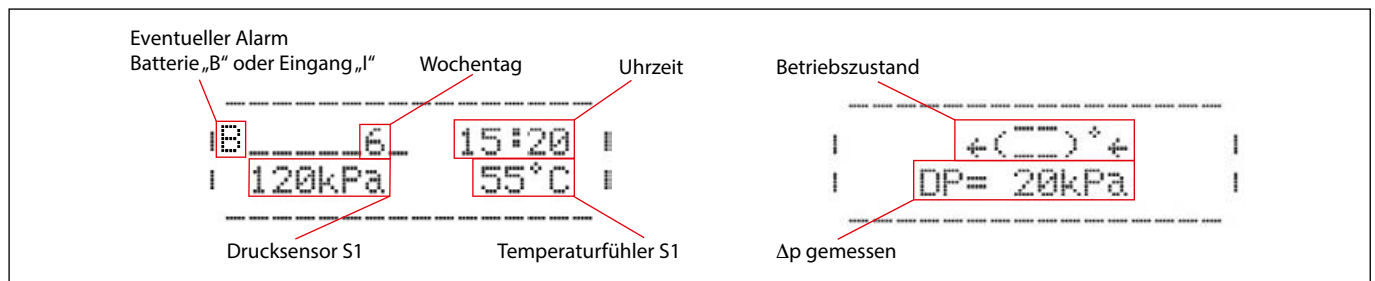 Eventueller Alarm
Batterie „B“ oder Eingang „I“
Wochentag
Uhrzeit
Betriebszustand
B_____6_ 15:20
120kPa 55°C
←( )°←
DP= 20kPa
Drucksensor S1
Temperaturfühler S1
Δp gemessen